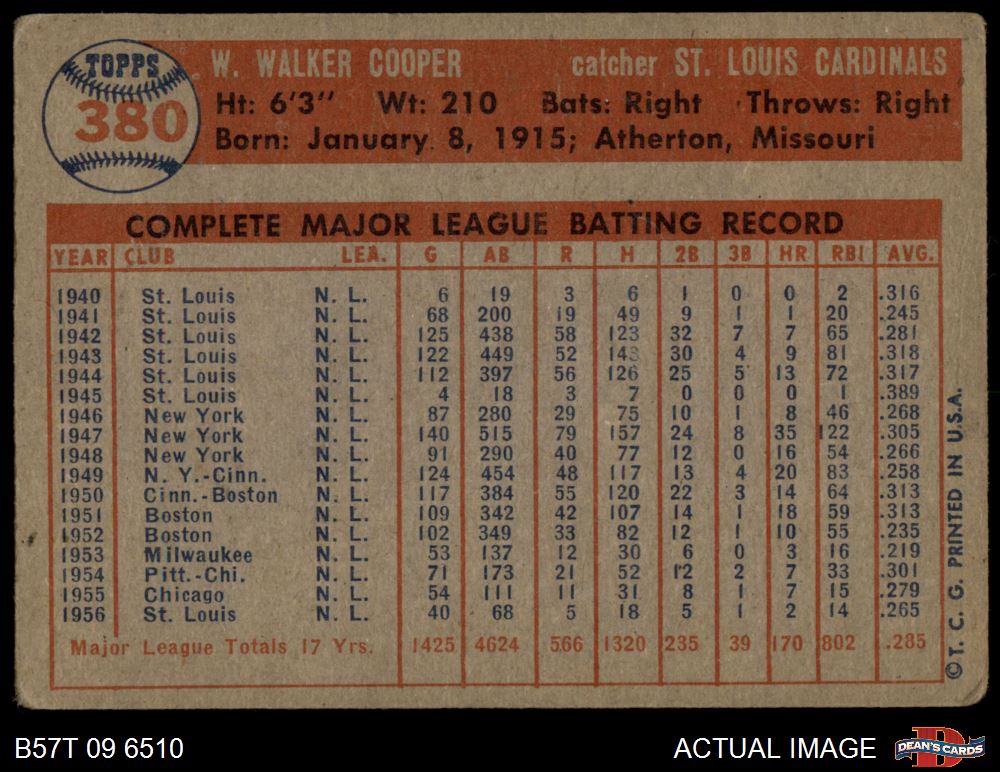 TOPPS
380
W. WALKER COOPER catcher ST. LOUIS CARDINALS
Ht: 6'3" Wt: 210 Bats: Right Throws: Right
Born: January 8, 1915; Atherton, Missouri
COMPLETE MAJOR LEAGUE BATTING RECORD
YEAR CLUB LEA. G AB R H 2B 3B HR RBI AVG.
1940 St. Louis N. L. 6 19 3 6 1 0 0 2 .316
1941 St. Louis N. L. 68 200 19 49 9 1 1 20 .245
1942 St. Louis N. L. 125 438 58 123 32 7 7 65 .281
1943 St. Louis N. L. 122 449 52 143 30 4 9 81 .318
1944 St. Louis N. L. 112 397 56 126 25 5 13 72 .317
1945 St. Louis N. L. 4 18 3 7 0 0 0 1 .389
1946 New York N. L. 87 280 29 75 10 1 8 46 .268
1947 New York N. L. 140 515 79 157 24 8 35 122 .305
1948 New York N. L. 91 290 40 77 12 0 16 54 .266
1949 N. Y.-Cinn. N. L. 124 454 48 117 13 4 20 83 .258
1950 Cinn.-Boston N. L. 117 384 55 120 22 3 14 64 .313
1951 Boston N. L. 109 342 42 107 14 1 18 59 .313
1952 Boston N. L. 102 349 33 82 12 1 10 55 .235
1953 Milwaukee N. L. 53 137 12 30 6 0 3 16 .219
1954 Pitt.-Chi. N. L. 71 173 21 52 12 2 7 33 .301
1955 Chicago N. L. 54 111 11 31 8 1 7 15 .279
1956 St. Louis N. L. 40 68 5 18 5 1 2 14 .265
Major League Totals 17 Yrs. 1425 4624 566 1320 235 39 170 802 .285
©T. C. G. PRINTED IN U.S.A.
B57T 09 6510
ACTUAL IMAGE
DEAN'S CARDS